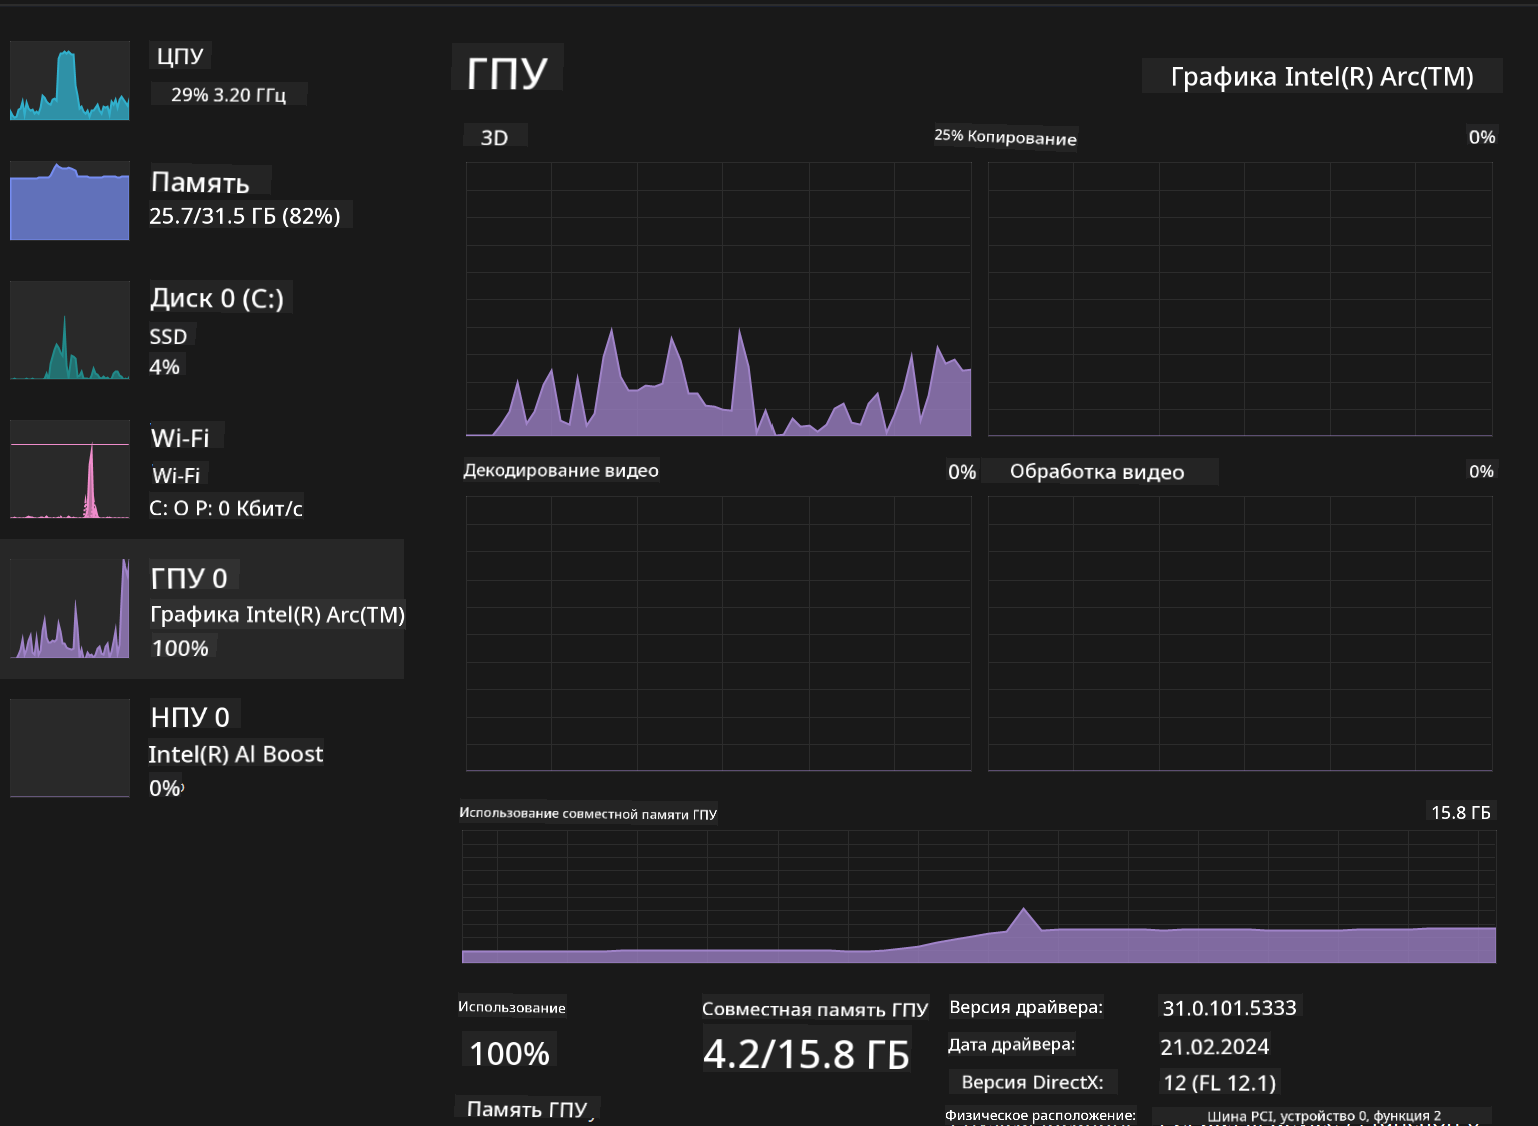 ЦПУ
29% 3.20 ГГц
Память
25.7/31.5 ГБ (82%)
Диск 0 (C:)
SSD
4%
Wi-Fi
Wi-Fi
С: О Р: 0 Кбит/с
ГПУ 0
Графика Intel(R) Arc(TM)
100%
НПУ 0
Intel(R) Al Boost
0%
ГПУ
Графика Intel(R) Arc(TM)
3D
25% Копирование
0%
Декодирование видео
0%
Обработка видео
0%
Использование совместной памяти ГПУ
15.8 ГБ
Использование
100%
Совместная память ГПУ
4.2/15.8 ГБ
Память ГПУ
Версия драйвера:
31.0.101.5333
Дата драйвера:
21.02.2024
Версия DirectX:
12 (FL 12.1)
Физическое расположение:
Шина PCI, устройство 0, функция 2